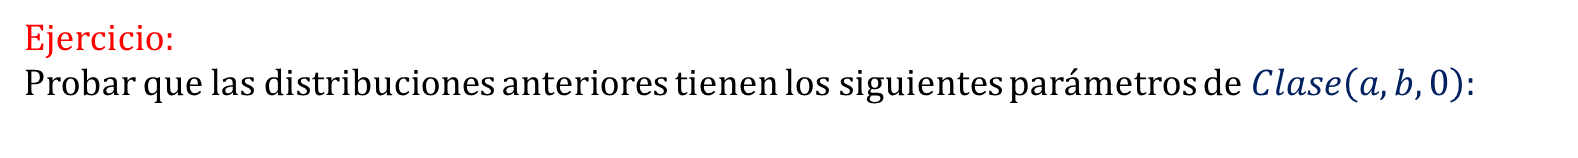 Ejercicio:
Probar que las distribuciones anteriores tienen los siguientes parámetros de Clase(a, b, 0):